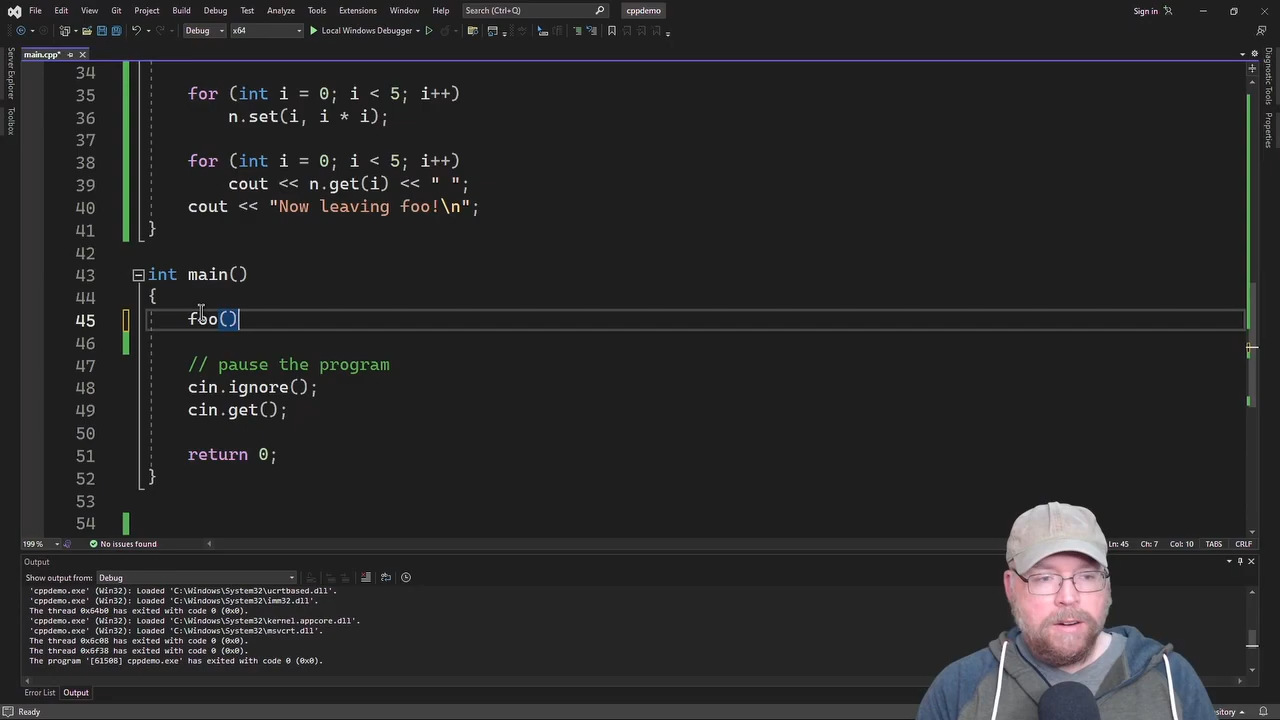 File Edit View Git Project Build Debug Test Analyze Tools Extensions Window Help Search (Ctrl+Q) cppdemo Sign in
Debug x64 Local Windows Debugger
main.cpp*
Server Explorer
Toolbox
Diagnostic Tools
Properties
34
35 for (int i = 0; i < 5; i++)
36 n.set(i, i * i);
37
38 for (int i = 0; i < 5; i++)
39 cout << n.get(i) << " ";
40 cout << "Now leaving foo!\n";
41 }
42
43 int main()
44 {
45 foo()
46
47 // pause the program
48 cin.ignore();
49 cin.get();
50
51 return 0;
52 }
53
54
199 % No issues found Ln: 45 Ch: 7 Col: 10 TABS CRLF
Output
Show output from: Debug
'cppdemo.exe' (Win32): Loaded 'C:\Windows\System32\ucrtbased.dll'.
'cppdemo.exe' (Win32): Loaded 'C:\Windows\System32\imm32.dll'.
The thread 0x64b0 has exited with code 0 (0x0).
'cppdemo.exe' (Win32): Loaded 'C:\Windows\System32\kernel.appcore.dll'.
'cppdemo.exe' (Win32): Loaded 'C:\Windows\System32\msvcrt.dll'.
The thread 0x6c08 has exited with code 0 (0x0).
The thread 0x6f38 has exited with code 0 (0x0).
The program '[61508] cppdemo.exe' has exited with code 0 (0x0).
Error List Output
Ready